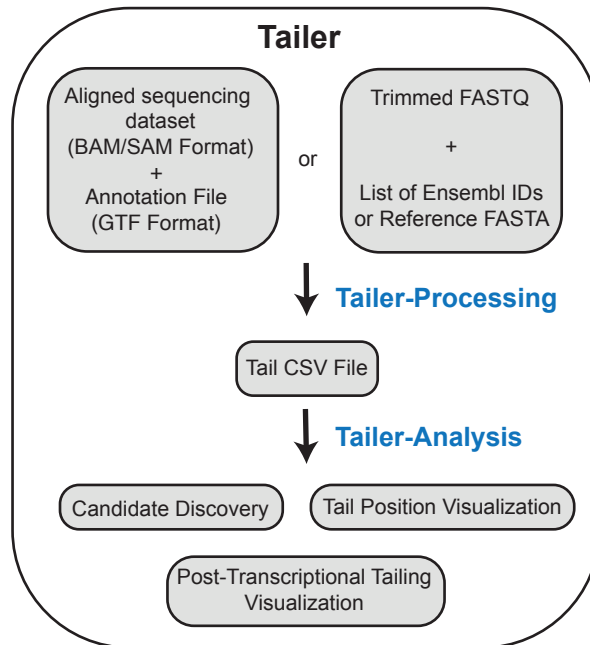 Tailer
Aligned sequencing
dataset
(BAM/SAM Format)
+
Annotation File
(GTF Format)
or
Trimmed FASTQ
+
List of Ensembl IDs
or Reference FASTA
Tailer-Processing
Tail CSV File
Tailer-Analysis
Candidate Discovery
Tail Position Visualization
Post-Transcriptional Tailing
Visualization